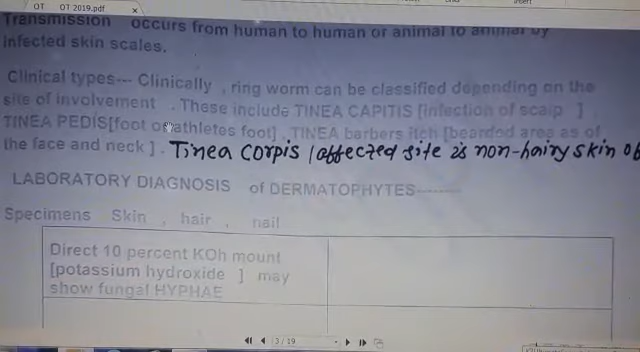 OT OT 2019.pdf x
Transmission occurs from human to human or animal to animal by
infected skin scales.
Clinical types--- Clinically , ring worm can be classified depending on the
site of involvement . These include TINEA CAPITIS [infection of scalp ]
TINEA PEDIS[foot or athletes foot] . TINEA barbers itch [bearded area as of
the face and neck ] . Tinea corpis / affected site is non-hairy skin of
LABORATORY DIAGNOSIS of DERMATOPHYTES---------
Specimens Skin , hair , nail
Direct 10 percent KOh mount
[potassium hydroxide ] may
show fungal HYPHAE
3 / 19